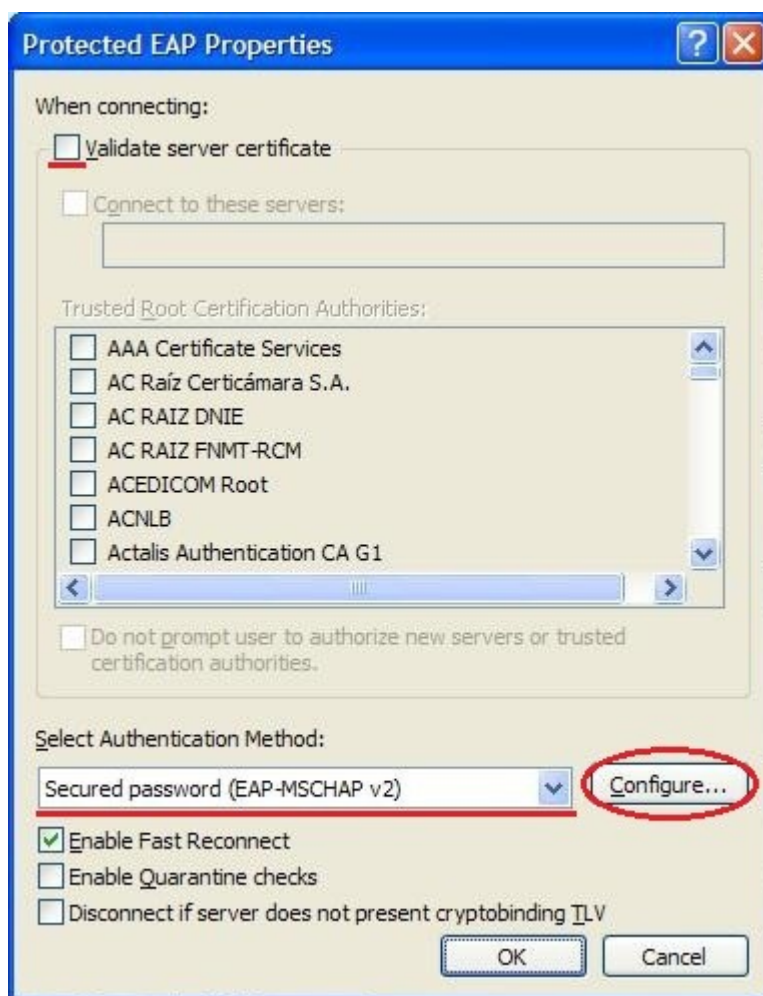 Protected EAP Properties
When connecting:
Validate server certificate
Connect to these servers:
Trusted Root Certification Authorities:
AAA Certificate Services
AC Raíz Certicámara S.A.
AC RAIZ DNIE
AC RAIZ FNMT-RCM
ACEDICOM Root
ACNLB
Actalis Authentication CA G1
Do not prompt user to authorize new servers or trusted
certification authorities.
Select Authentication Method:
Secured password (EAP-MSCHAP v2)
Configure...
Enable Fast Reconnect
Enable Quarantine checks
Disconnect if server does not present cryptobinding TLV
OK
Cancel